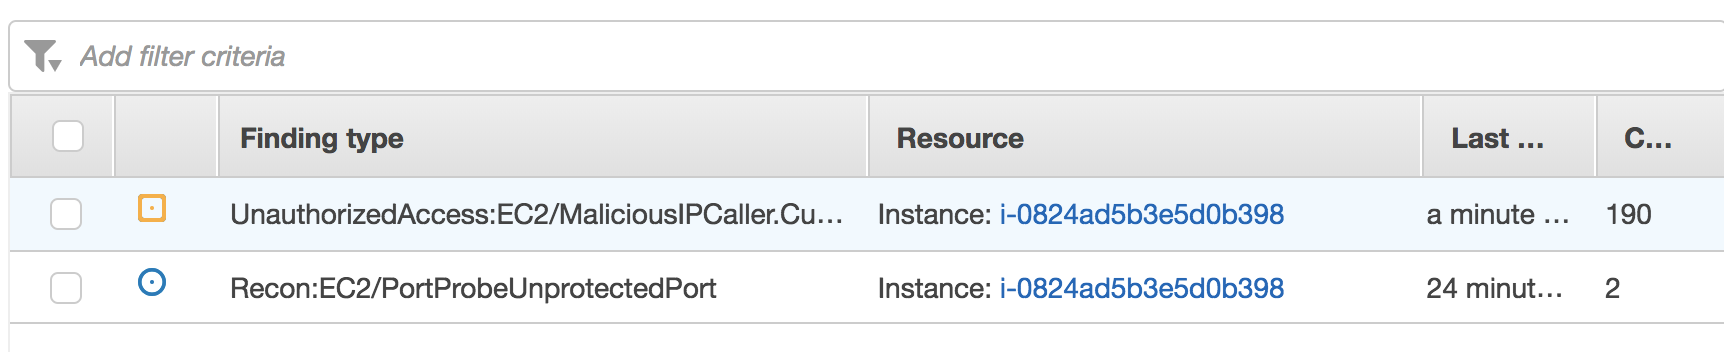 Add filter criteria
Finding type Resource Last ... C...
UnauthorizedAccess:EC2/MaliciousIPCaller.Cu... Instance: i-0824ad5b3e5d0b398 a minute ... 190
Recon:EC2/PortProbeUnprotectedPort Instance: i-0824ad5b3e5d0b398 24 minut... 2